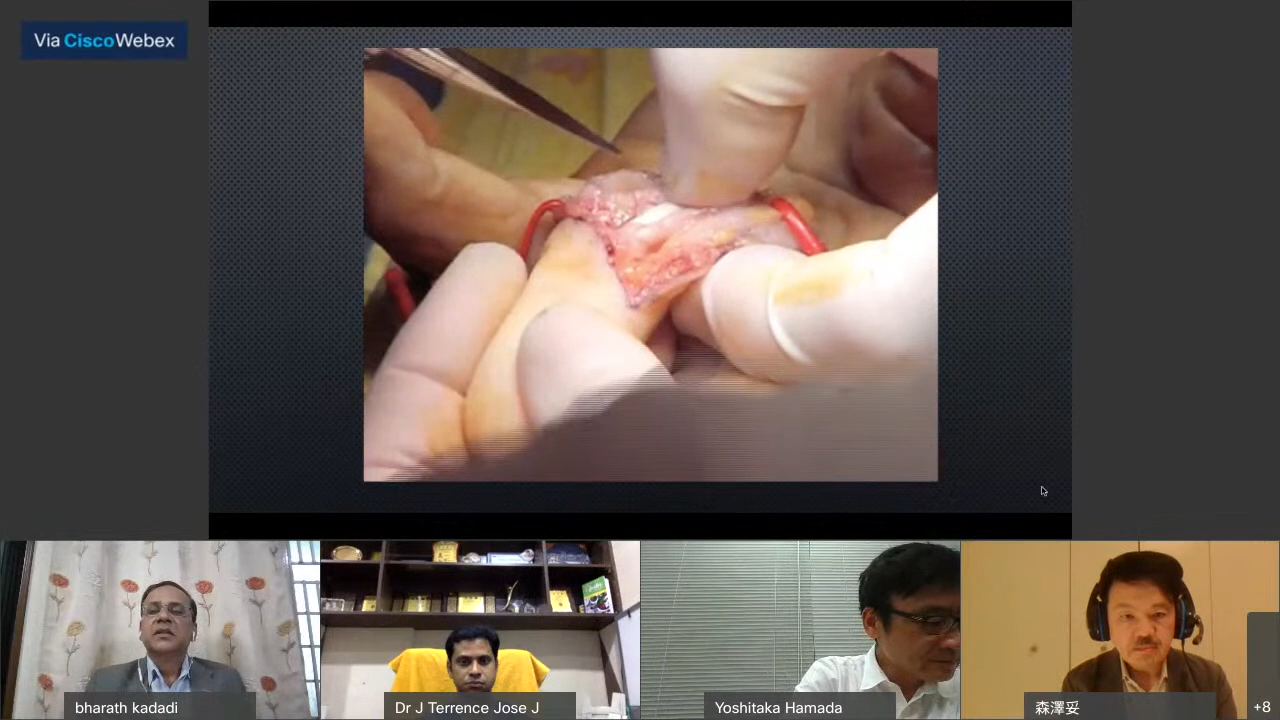 Via CiscoWebex
bharath kadadi
Dr J Terrence Jose J
Yoshitaka Hamada
森澤妥
+8